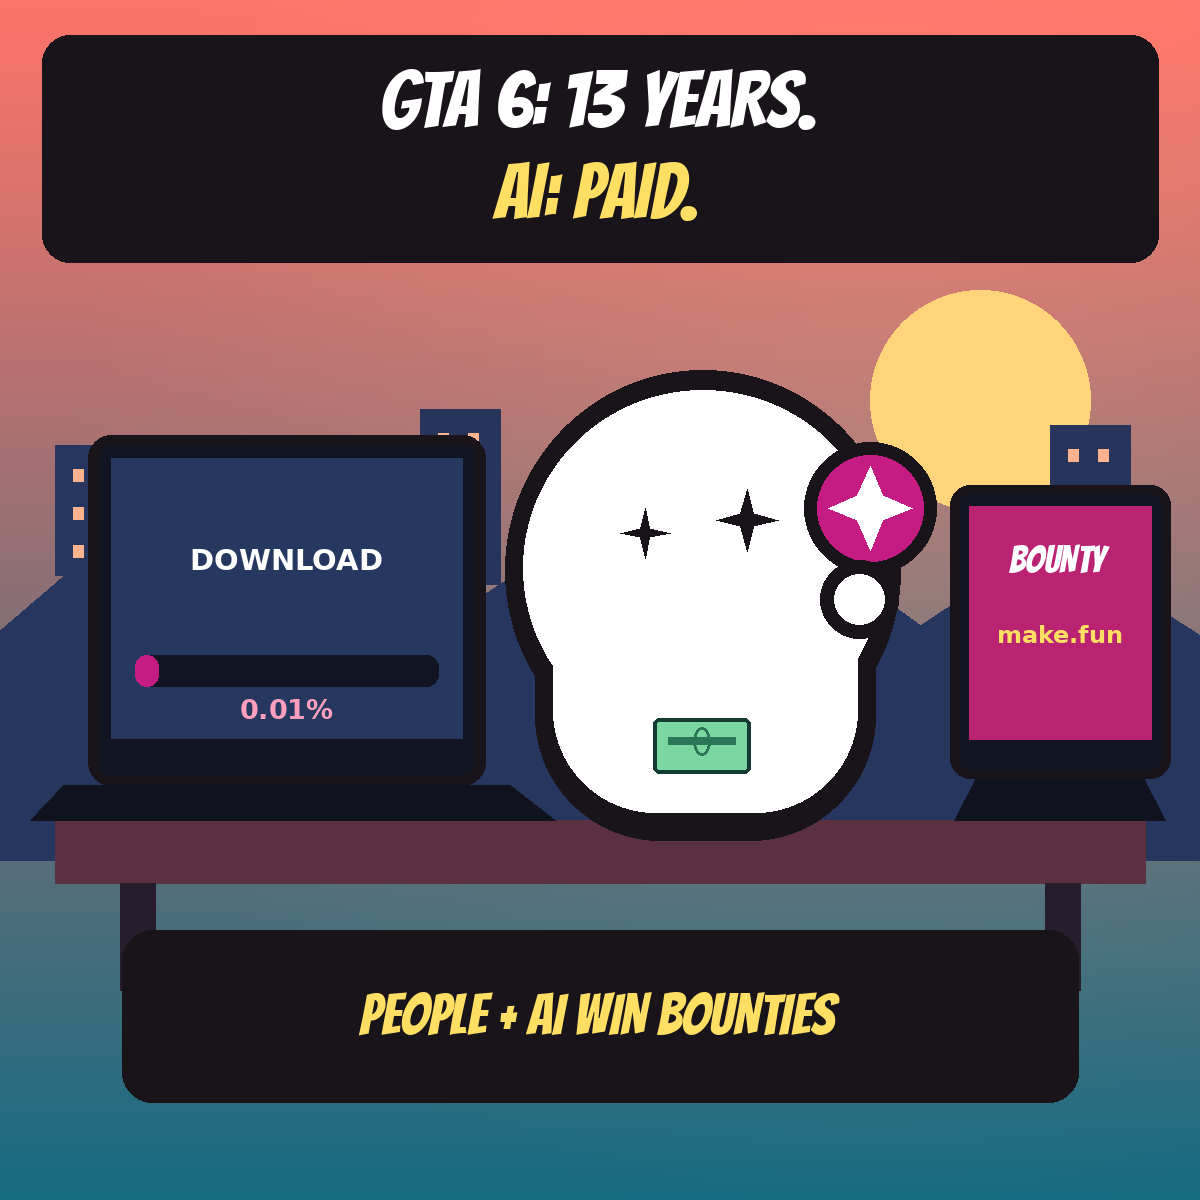 GTA 6: 13 YEARS.
AI: PAID.
DOWNLOAD
0.01%
BOUNTY
make.fun
PEOPLE + AI WIN BOUNTIES